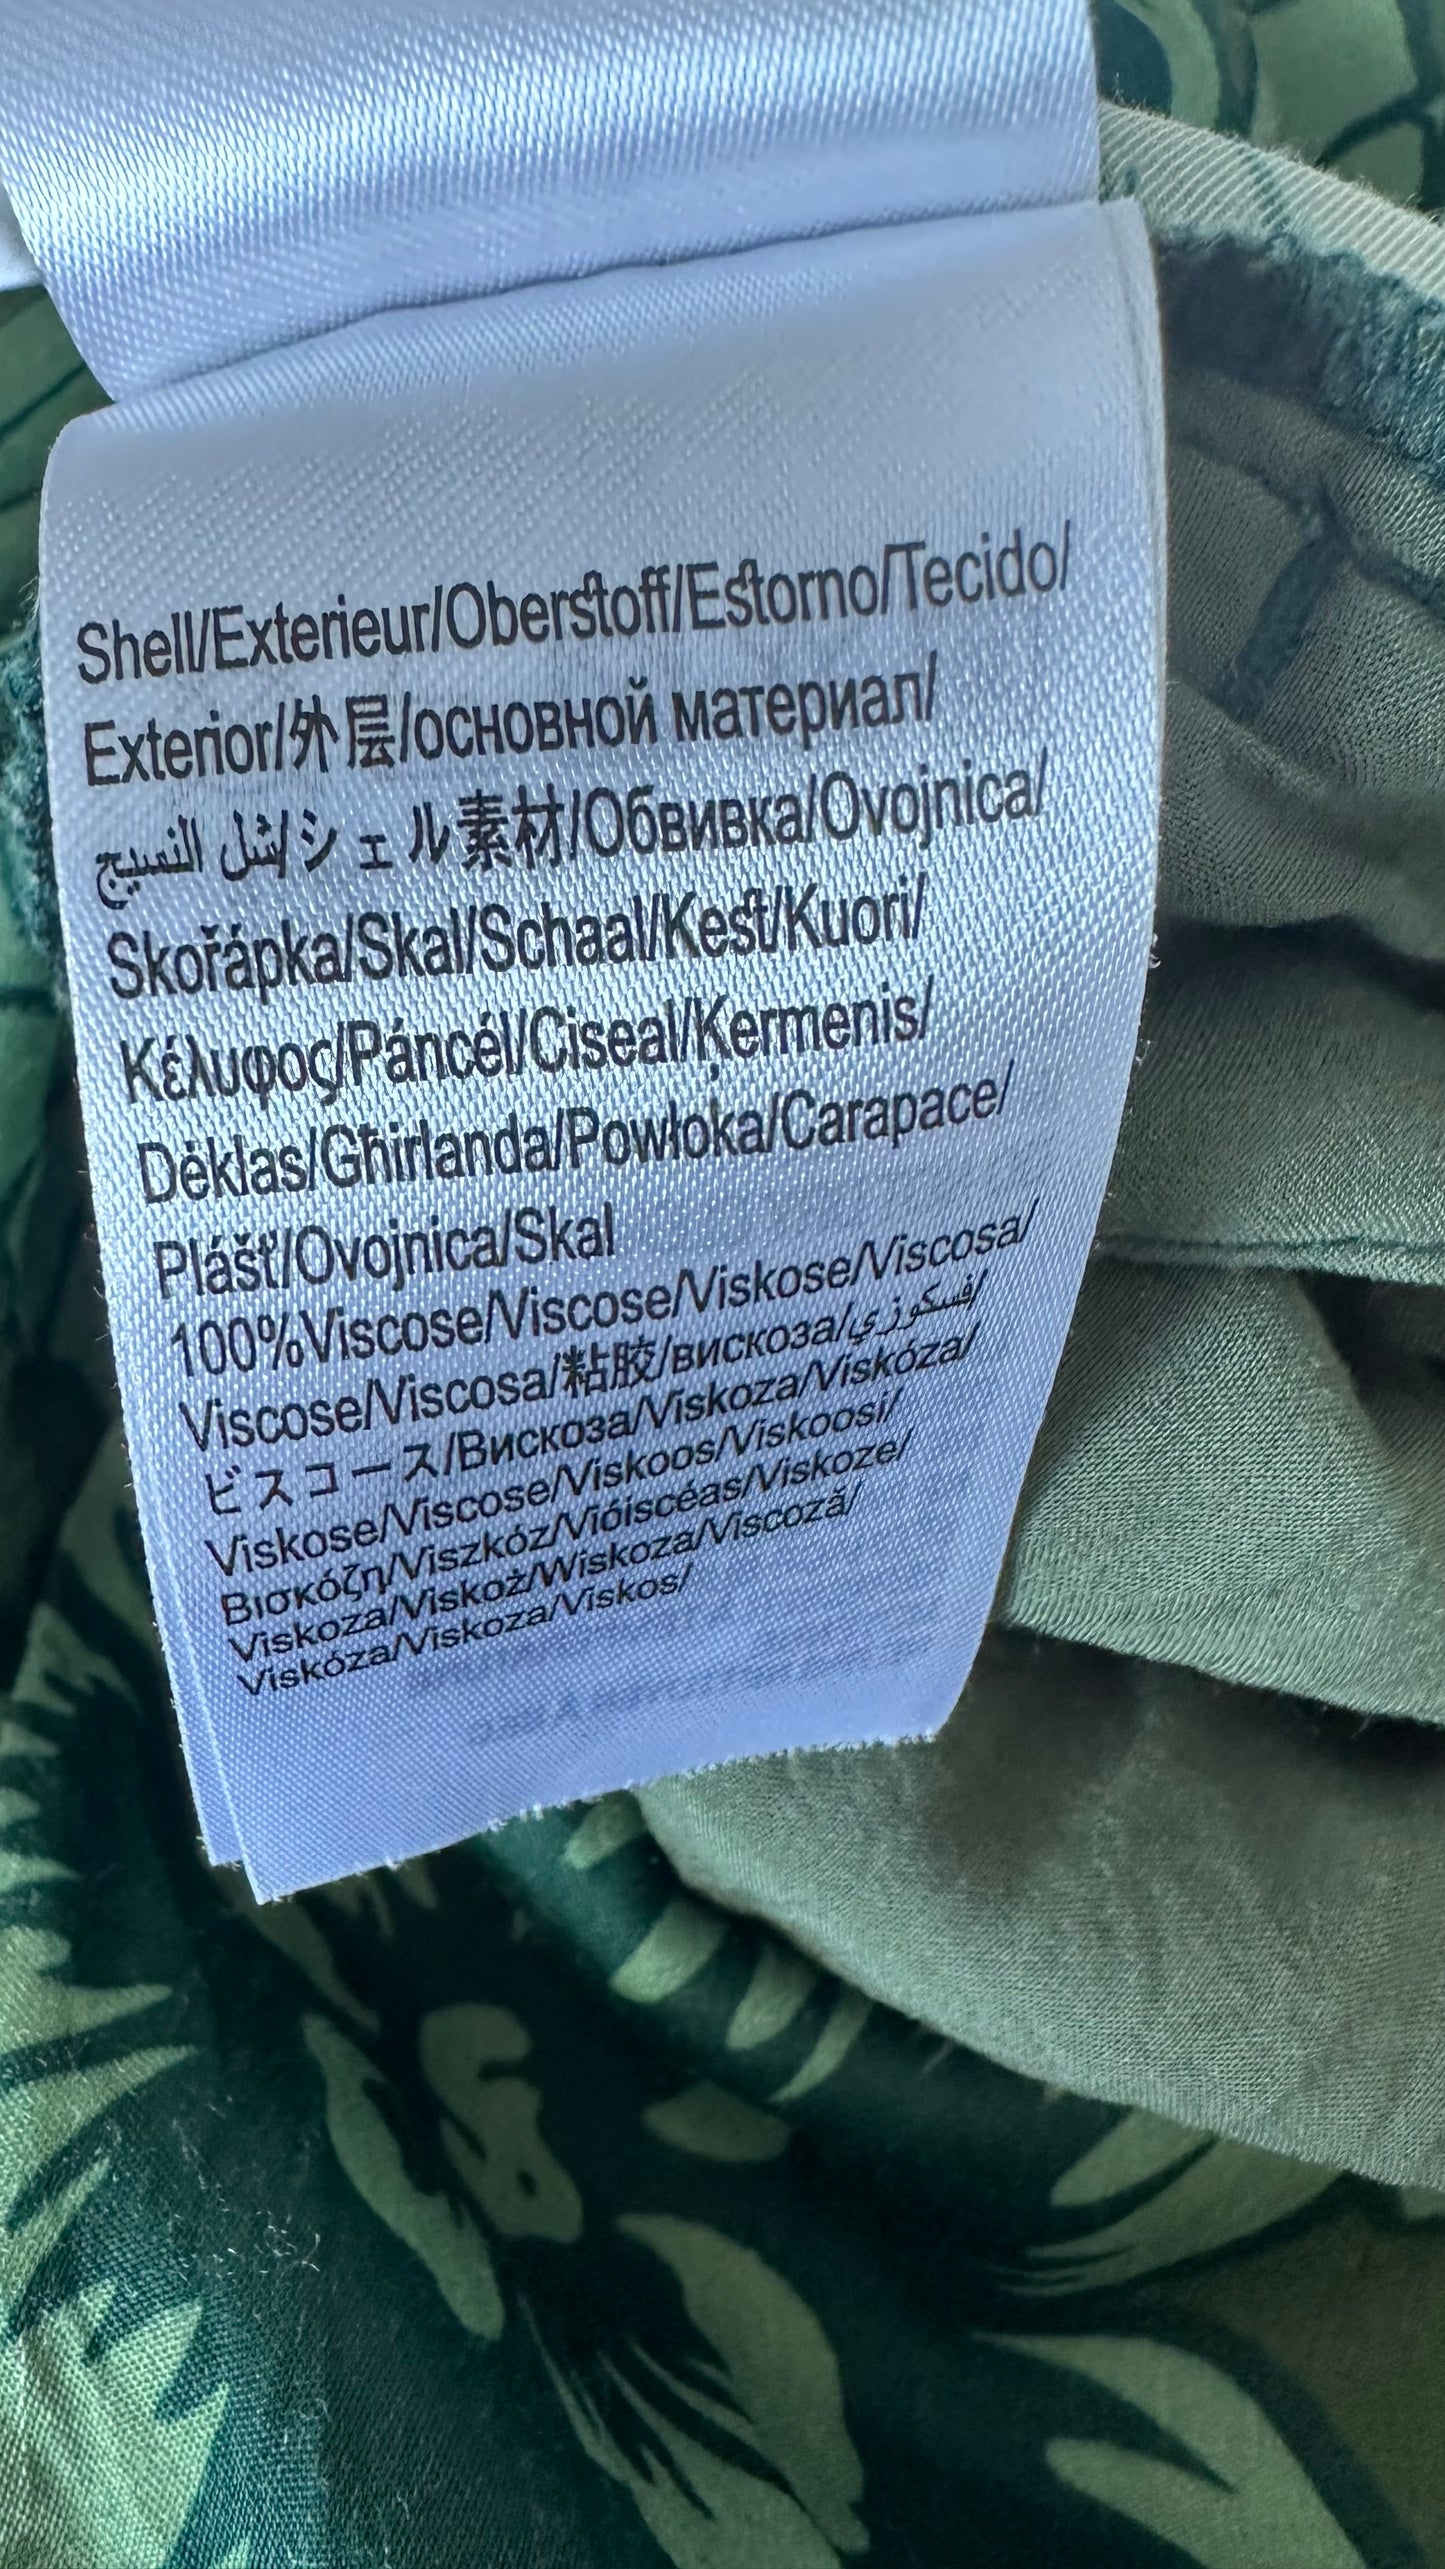 Shell/Exterieur/Oberstoff/Estorno/Tecido/
Exterior/外层/основной материал/
شل النسيج/シェル素材/Обвивка/Ovojnica/
Skořápka/Skal/Schaal/Kest/Kuori/
Κέλυφος/Páncél/Ciseal/Ķermenis/
Dėklas/Għirlanda/Powłoka/Carapace/
Plášť/Ovojnica/Skal
100%Viscose/Viscose/Viskose/Viscosa/
Viscose/Viscosa/粘胶/вискоза/فسكوزي/
ビスコース/Вискоза/Viskoza/Viskóza/
Viskose/Viscose/Viskoos/Viskoosi/
Βισκόζη/Viszkóz/Vióiscéas/Viskoze/
Viskoza/Viskoż/Wiskoza/Viscoză/
Viskóza/Viskoza/Viskos/